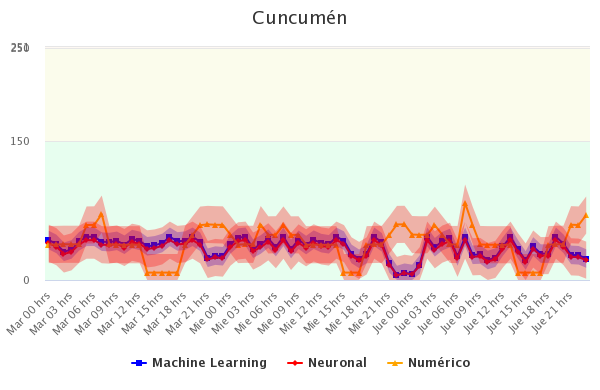 Cuncumén
250
150
0
Mar 00 hrs
Mar 03 hrs
Mar 06 hrs
Mar 09 hrs
Mar 12 hrs
Mar 15 hrs
Mar 18 hrs
Mar 21 hrs
Mie 00 hrs
Mie 03 hrs
Mie 06 hrs
Mie 09 hrs
Mie 12 hrs
Mie 15 hrs
Mie 18 hrs
Mie 21 hrs
Jue 00 hrs
Jue 03 hrs
Jue 06 hrs
Jue 09 hrs
Jue 12 hrs
Jue 15 hrs
Jue 18 hrs
Jue 21 hrs
Machine Learning Neuronal Numérico